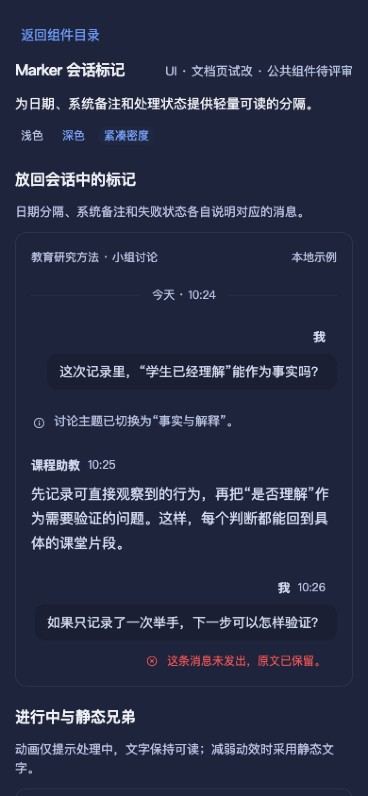 返回组件目录
Marker 会话标记 UI · 文档页试改 · 公共组件待评审
为日期、系统备注和处理状态提供轻量可读的分隔。
浅色 深色 紧凑密度
放回会话中的标记
日期分隔、系统备注和失败状态各自说明对应的消息。
教育研究方法 · 小组讨论 本地示例
今天 · 10:24
我
这次记录里，“学生已经理解”能作为事实吗？
讨论主题已切换为“事实与解释”。
课程助教 10:25
先记录可直接观察到的行为，再把“是否理解”作
为需要验证的问题。这样，每个判断都能回到具
体的课堂片段。
我 10:26
如果只记录了一次举手，下一步可以怎样验证？
这条消息未发出，原文已保留。
进行中与静态兄弟
动画仅提示处理中，文字保持可读；减弱动效时采用静态文
字。